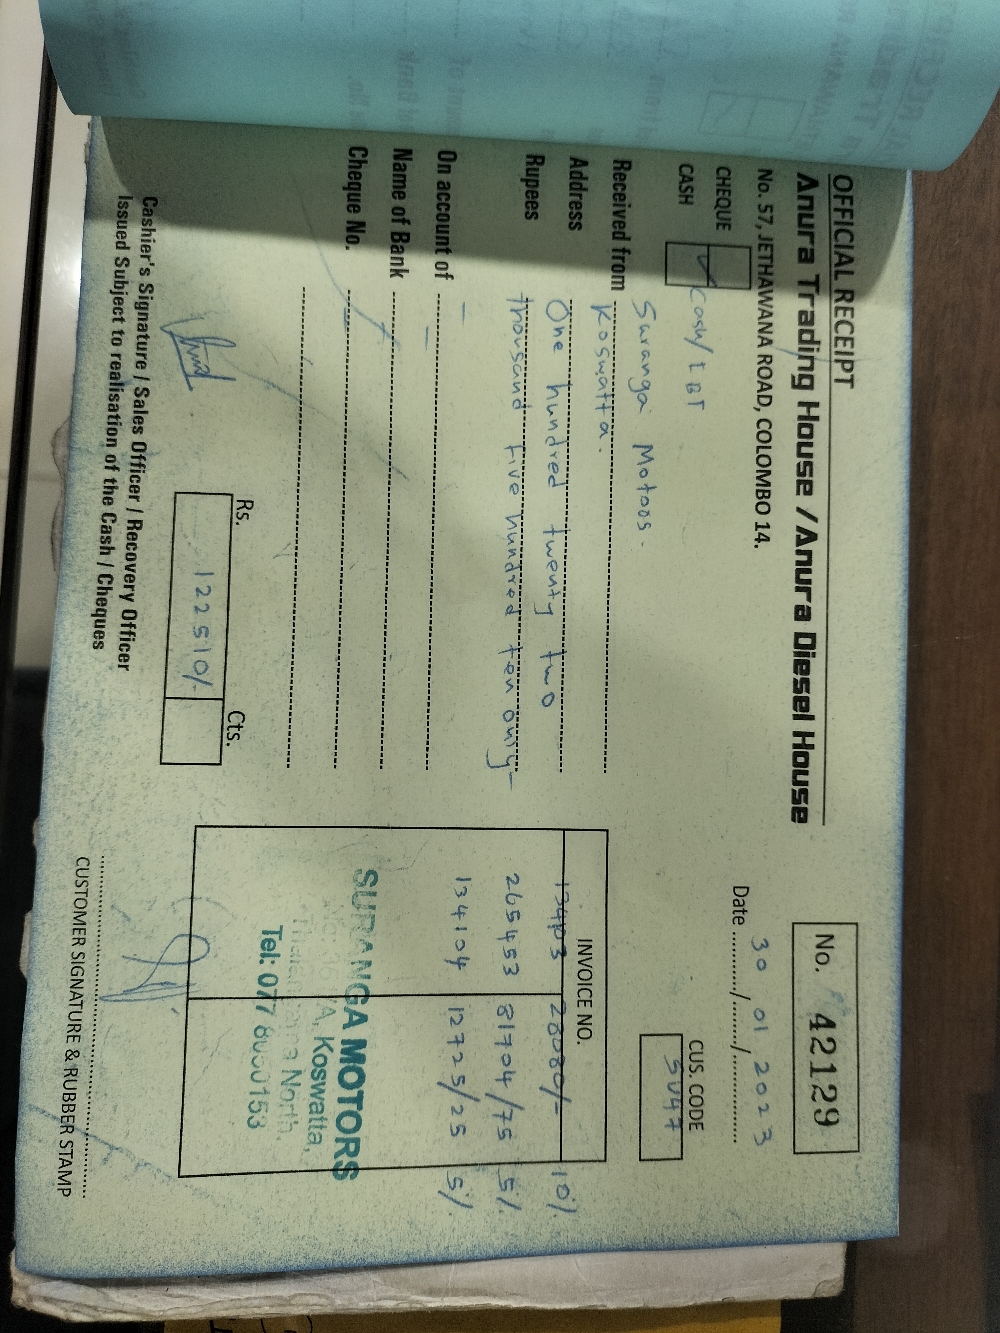 OFFICIAL RECEIPT
Anura Trading House / Anura Diesel House
No. 57, JETHAWANA ROAD, COLOMBO 14.
No. 42129
Date 30 / 01 / 2023
CHEQUE ✓ Cash/IBT
CASH
CUS. CODE
SU47
Received from Suranga Motors.
Address Koswatta.
Rupees One hundred twenty two
thousand five hundred ten only-
On account of -
Name of Bank
Cheque No.
INVOICE NO.
28080/- 10%
265453 81704/75 5%
134104 12725/25 5%
SURANGA MOTORS
Koswatta,
North,
Tel: 077
Rs. Cts.
122510/-
Cashier's Signature / Sales Officer / Recovery Officer
Issued Subject to realisation of the Cash / Cheques
CUSTOMER SIGNATURE & RUBBER STAMP